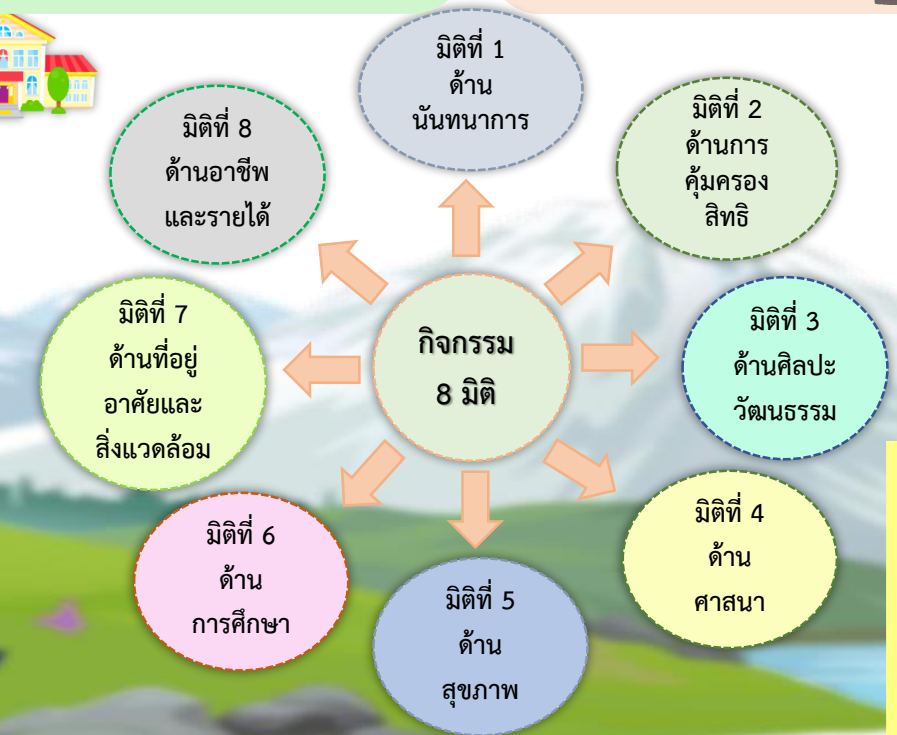 กิจกรรม
8 มิติ
มิติที่ 1
ด้าน
นันทนาการ
มิติที่ 2
ด้านการ
คุ้มครอง
สิทธิ
มิติที่ 3
ด้านศิลปะ
วัฒนธรรม
มิติที่ 4
ด้าน
ศาสนา
มิติที่ 5
ด้าน
สุขภาพ
มิติที่ 6
ด้าน
การศึกษา
มิติที่ 7
ด้านที่อยู่
อาศัยและ
สิ่งแวดล้อม
มิติที่ 8
ด้านอาชีพ
และรายได้